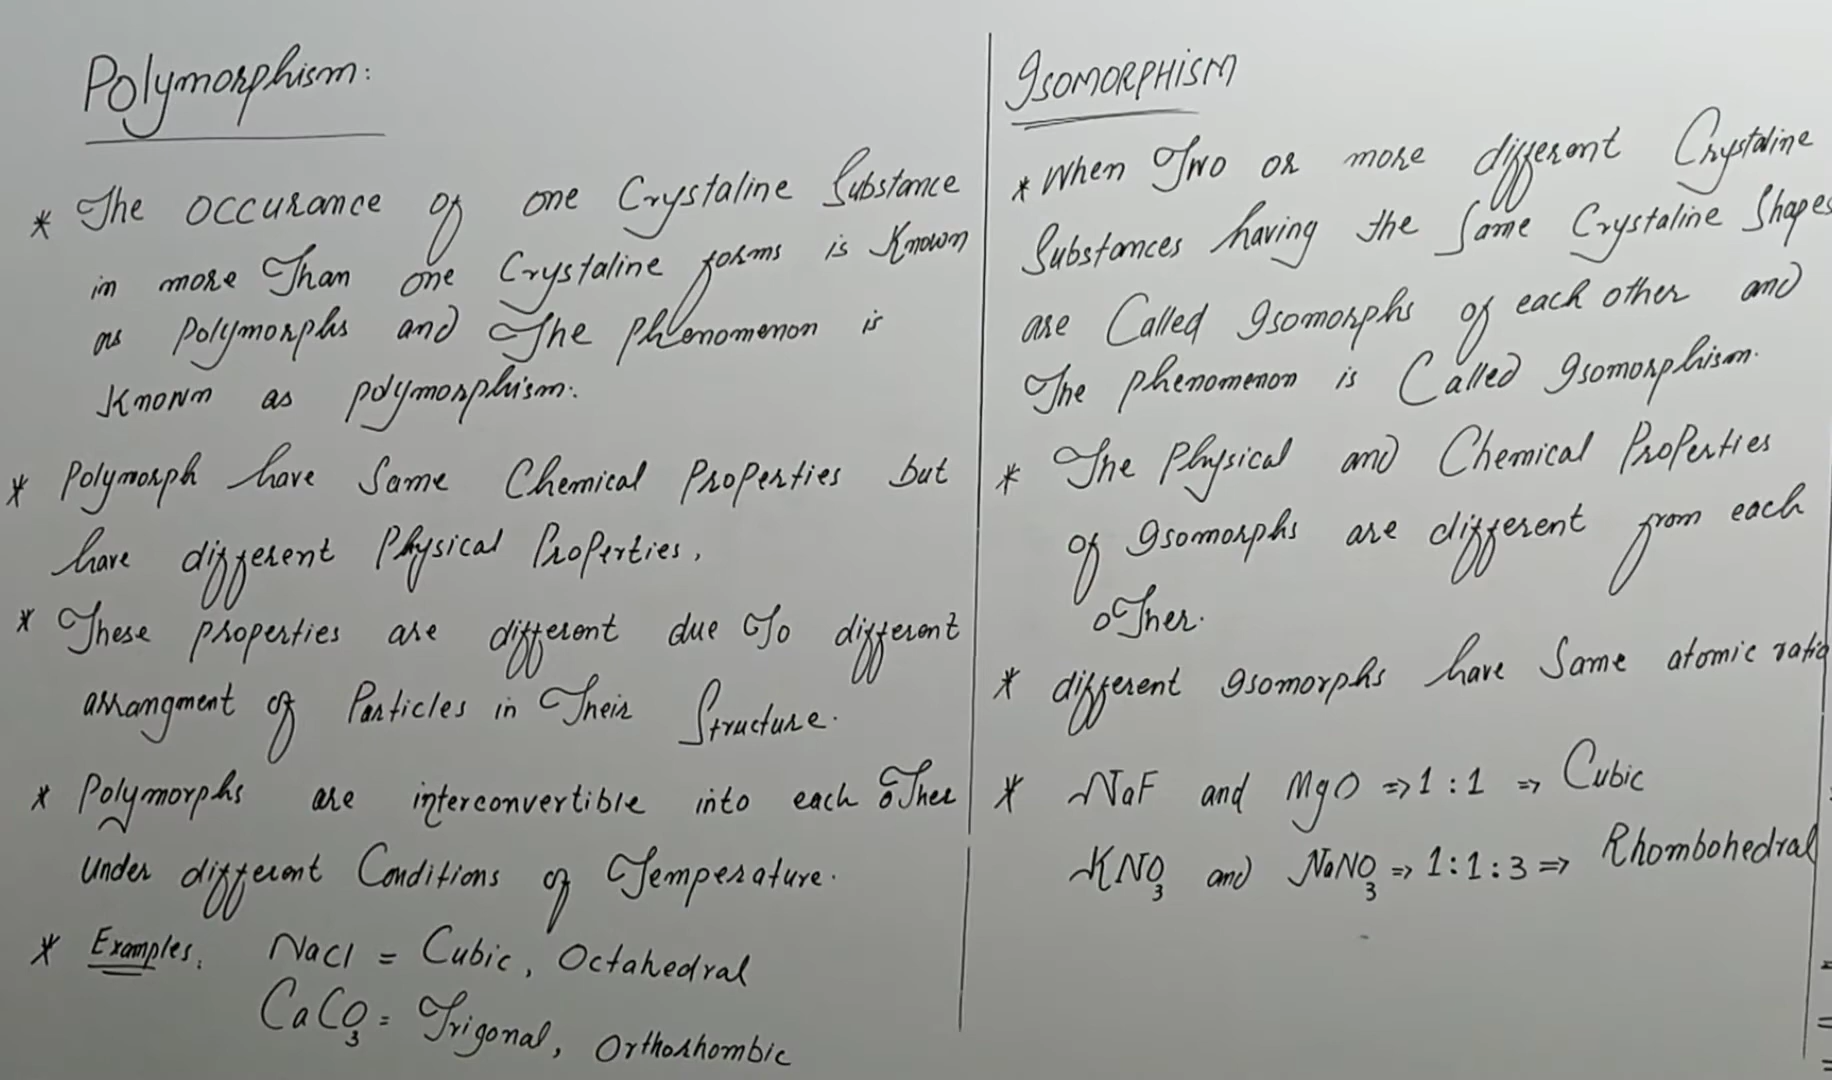 Polymorphism:
* The occurance of one Crystaline Substance
in more Than one Crystaline forms is Known
as Polymorphs and The phenomenon is
Known as polymorphism.
* Polymorph have Same Chemical Properties but
have different Physical Properties.
* These properties are different due To different
arrangment of Particles in Their Structure.
* Polymorphs are interconvertible into each oTher
under different Conditions of Temperature.
* Examples: NaCl = Cubic, Octahedral
CaCO₃ = Trigonal, Orthorhombic
ISOMORPHISM
* When Two or more different Crystaline
Substances having the Same Crystaline Shapes
are Called Isomorphs of each other and
The phenomenon is Called Isomorphism.
* The Physical and Chemical Properties
of Isomorphs are different from each
oTher.
* different Isomorphs have Same atomic ratio
* NaF and MgO ⇒ 1 : 1 ⇒ Cubic
KNO₃ and NaNO₃ ⇒ 1:1:3 ⇒ Rhombohedral